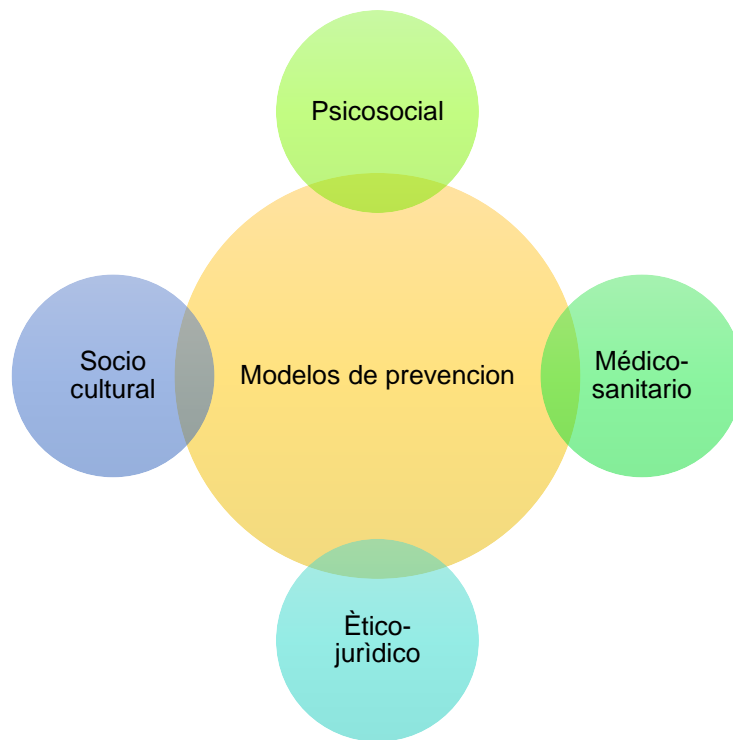 Psicosocial
Socio
cultural
Modelos de prevencion
Médico-
sanitario
Ètico-
jurìdico